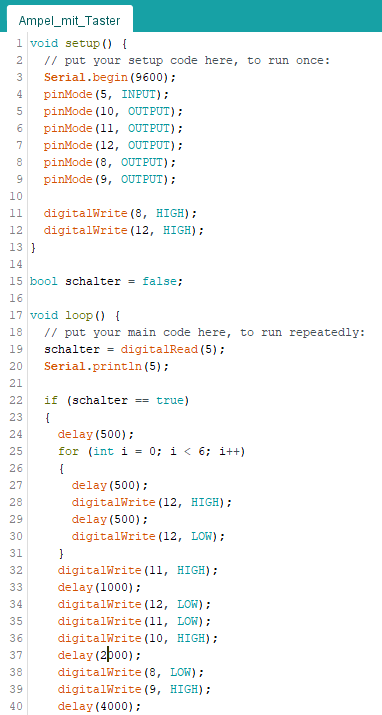 Ampel_mit_Taster
1 void setup() {
2 // put your setup code here, to run once:
3 Serial.begin(9600);
4 pinMode(5, INPUT);
5 pinMode(10, OUTPUT);
6 pinMode(11, OUTPUT);
7 pinMode(12, OUTPUT);
8 pinMode(8, OUTPUT);
9 pinMode(9, OUTPUT);
10
11 digitalWrite(8, HIGH);
12 digitalWrite(12, HIGH);
13 }
14
15 bool schalter = false;
16
17 void loop() {
18 // put your main code here, to run repeatedly:
19 schalter = digitalRead(5);
20 Serial.println(5);
21
22 if (schalter == true)
23 {
24 delay(500);
25 for (int i = 0; i < 6; i++)
26 {
27 delay(500);
28 digitalWrite(12, HIGH);
29 delay(500);
30 digitalWrite(12, LOW);
31 }
32 digitalWrite(11, HIGH);
33 delay(1000);
34 digitalWrite(12, LOW);
35 digitalWrite(11, LOW);
36 digitalWrite(10, HIGH);
37 delay(2000);
38 digitalWrite(8, LOW);
39 digitalWrite(9, HIGH);
40 delay(4000);